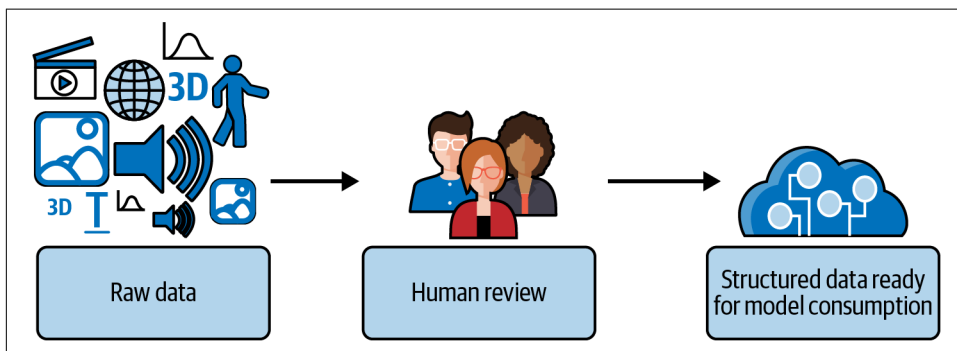 3D
3D
T
Raw data
Human review
Structured data ready
for model consumption